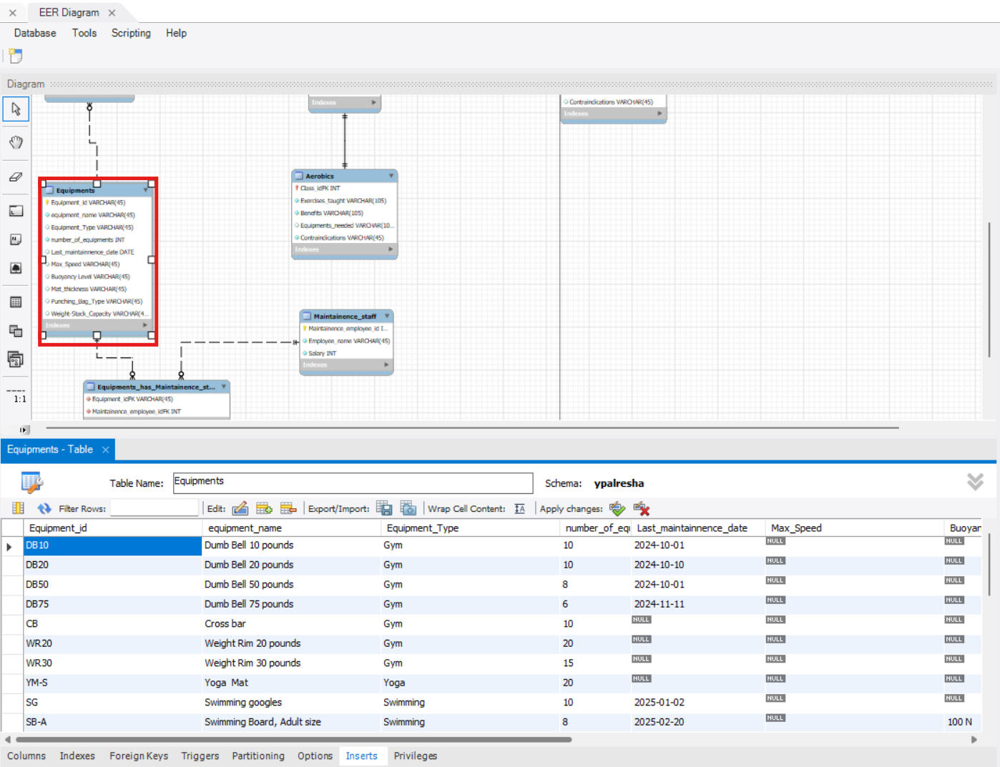 EER Diagram
Database Tools Scripting Help
Diagram
Indexes
Contraindications VARCHAR(45)
Indexes
Equipments
Equipment_id VARCHAR(45)
equipment_name VARCHAR(45)
Equipment_Type VARCHAR(45)
number_of_equipments INT
Last_maintainnence_date DATE
Max_Speed VARCHAR(45)
Buoyancy Level VARCHAR(45)
Mat_thickness VARCHAR(45)
Punching_Bag_Type VARCHAR(45)
Weight-Stack_Capacity VARCHAR(4...
Indexes
Aerobics
Class_idFK INT
Exercises_taught VARCHAR(105)
Benefits VARCHAR(105)
Equipments_needed VARCHAR(10...
Contraindications VARCHAR(45)
Indexes
Maintainence_staff
Maintainence_employee_id I...
Employee_name VARCHAR(45)
Salary INT
Indexes
Equipments_has_Maintainence_st...
Equipment_idFK VARCHAR(45)
Maintainence_employee_idFK INT
1:1
Equipments - Table
Table Name: Equipments Schema: ypalresha
Filter Rows: Edit: Export/Import: Wrap Cell Content: Apply changes:
Equipment_id equipment_name Equipment_Type number_of_equ Last_maintainnence_date Max_Speed Buoyar
DB10 Dumb Bell 10 pounds Gym 10 2024-10-01 NULL NULL
DB20 Dumb Bell 20 pounds Gym 10 2024-10-10 NULL NULL
DB50 Dumb Bell 50 pounds Gym 8 2024-10-01 NULL NULL
DB75 Dumb Bell 75 pounds Gym 6 2024-11-11 NULL NULL
CB Cross bar Gym 10 NULL NULL NULL
WR20 Weight Rim 20 pounds Gym 20 NULL NULL NULL
WR30 Weight Rim 30 pounds Gym 15 NULL NULL NULL
YM-S Yoga Mat Yoga 20 NULL NULL NULL
SG Swimming googles Swimming 10 2025-01-02 NULL NULL
SB-A Swimming Board, Adult size Swimming 8 2025-02-20 NULL 100 N
Columns Indexes Foreign Keys Triggers Partitioning Options Inserts Privileges